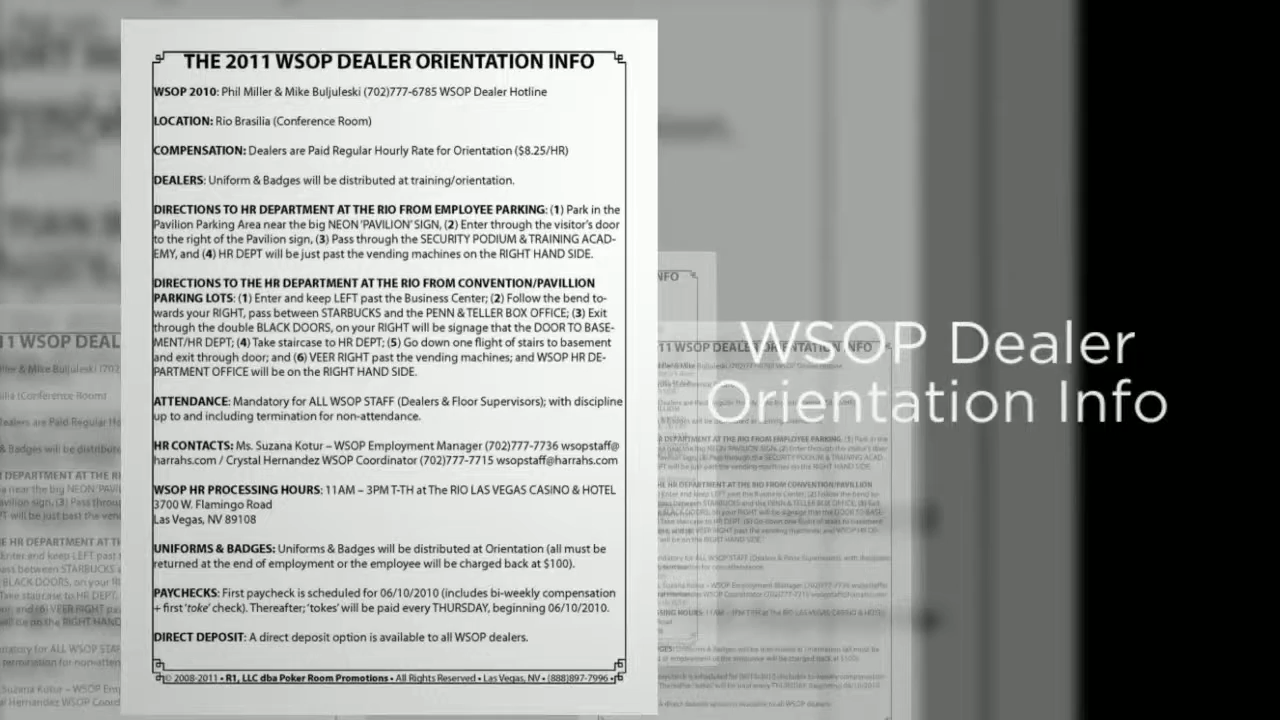 THE 2011 WSOP DEALER ORIENTATION INFO
WSOP 2010: Phil Miller & Mike Buljuleski (702)777-6785 WSOP Dealer Hotline
LOCATION: Rio Brasilia (Conference Room)
COMPENSATION: Dealers are Paid Regular Hourly Rate for Orientation ($8.25/HR)
DEALERS: Uniform & Badges will be distributed at training/orientation.
DIRECTIONS TO HR DEPARTMENT AT THE RIO FROM EMPLOYEE PARKING: (1) Park in the
Pavilion Parking Area near the big NEON 'PAVILION' SIGN, (2) Enter through the visitor's door
to the right of the Pavilion sign, (3) Pass through the SECURITY PODIUM & TRAINING ACAD-
EMY, and (4) HR DEPT will be just past the vending machines on the RIGHT HAND SIDE.
DIRECTIONS TO THE HR DEPARTMENT AT THE RIO FROM CONVENTION/PAVILLION
PARKING LOTS: (1) Enter and keep LEFT past the Business Center; (2) Follow the bend to-
wards your RIGHT, pass between STARBUCKS and the PENN & TELLER BOX OFFICE; (3) Exit
through the double BLACK DOORS, on your RIGHT will be signage that the DOOR TO BASE-
MENT/HR DEPT; (4) Take staircase to HR DEPT; (5) Go down one flight of stairs to basement
and exit through door; and (6) VEER RIGHT past the vending machines; and WSOP HR DE-
PARTMENT OFFICE will be on the RIGHT HAND SIDE.
ATTENDANCE: Mandatory for ALL WSOP STAFF (Dealers & Floor Supervisors); with discipline
up to and including termination for non-attendance.
HR CONTACTS: Ms. Suzana Kotur – WSOP Employment Manager (702)777-7736 wsopstaff@
harrahs.com / Crystal Hernandez WSOP Coordinator (702)777-7715 wsopstaff@harrahs.com
WSOP HR PROCESSING HOURS: 11AM – 3PM T-TH at The RIO LAS VEGAS CASINO & HOTEL
3700 W. Flamingo Road
Las Vegas, NV 89108
UNIFORMS & BADGES: Uniforms & Badges will be distributed at Orientation (all must be
returned at the end of employment or the employee will be charged back at $100).
PAYCHECKS: First paycheck is scheduled for 06/10/2010 (includes bi-weekly compensation
+ first 'toke' check). Thereafter; 'tokes' will be paid every THURSDAY, beginning 06/10/2010.
DIRECT DEPOSIT: A direct deposit option is available to all WSOP dealers.
© 2008-2011 • R1, LLC dba Poker Room Promotions • All Rights Reserved • Las Vegas, NV • (888)897-7996 •
WSOP Dealer
Orientation Info